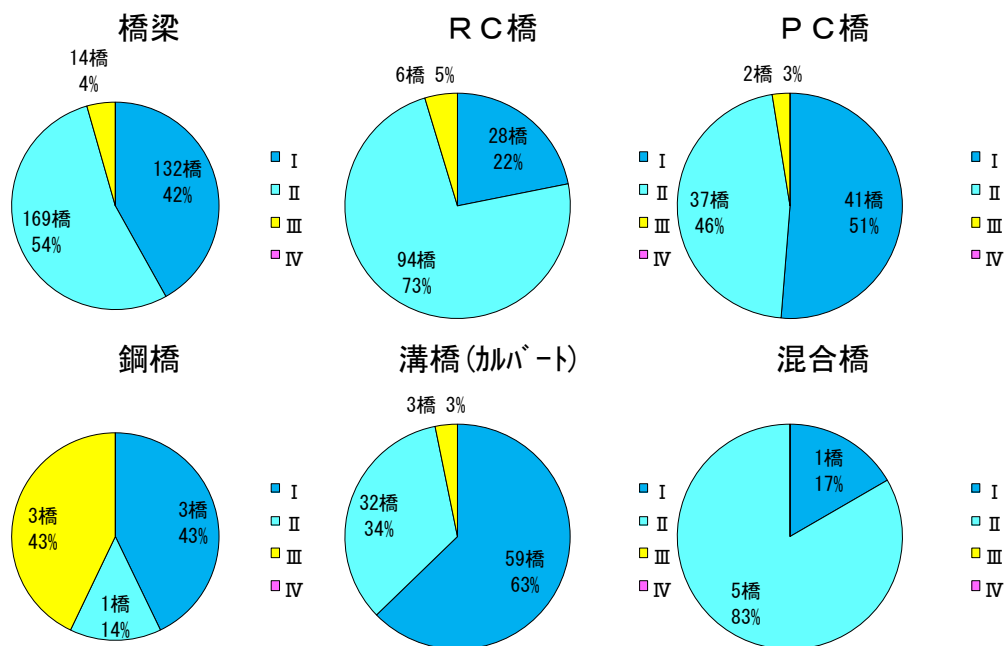 橋梁
14橋
4%
132橋
42%
169橋
54%
Ⅰ
Ⅱ
Ⅲ
Ⅳ
ＲＣ橋
6橋 5%
28橋
22%
94橋
73%
Ⅰ
Ⅱ
Ⅲ
Ⅳ
ＰＣ橋
2橋 3%
41橋
51%
37橋
46%
Ⅰ
Ⅱ
Ⅲ
Ⅳ
鋼橋
3橋
43%
3橋
43%
1橋
14%
Ⅰ
Ⅱ
Ⅲ
Ⅳ
溝橋(ｶﾙﾊﾞｰﾄ)
3橋 3%
32橋
34%
59橋
63%
Ⅰ
Ⅱ
Ⅲ
Ⅳ
混合橋
1橋
17%
5橋
83%
Ⅰ
Ⅱ
Ⅲ
Ⅳ